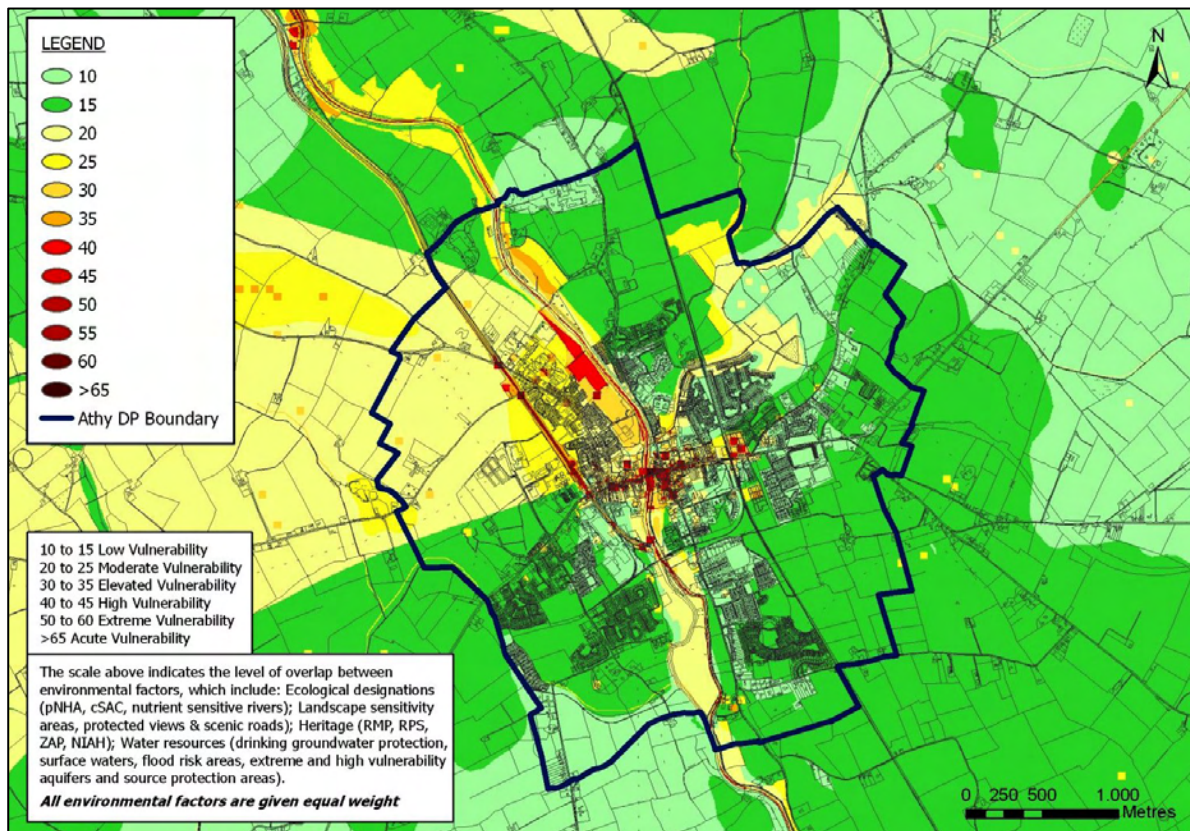 LEGEND
10
15
20
25
30
35
40
45
50
55
60
>65
Athy DP Boundary
N
10 to 15 Low Vulnerability
20 to 25 Moderate Vulnerability
30 to 35 Elevated Vulnerability
40 to 45 High Vulnerability
50 to 60 Extreme Vulnerability
>65 Acute Vulnerability
The scale above indicates the level of overlap between
environmental factors, which include: Ecological designations
(pNHA, cSAC, nutrient sensitive rivers); Landscape sensitivity
areas, protected views & scenic roads); Heritage (RMP, RPS,
ZAP, NIAH); Water resources (drinking groundwater protection,
surface waters, flood risk areas, extreme and high vulnerability
aquifers and source protection areas).
All environmental factors are given equal weight
0 250 500 1.000
Metres